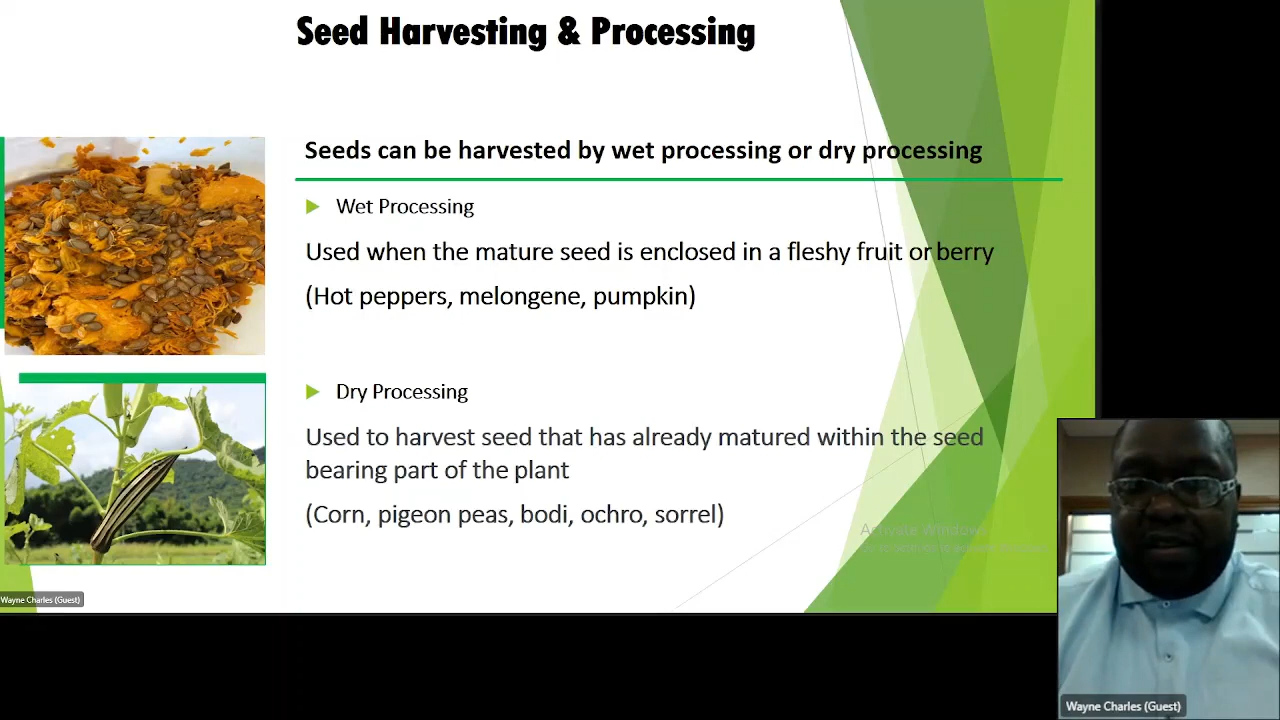 Seed Harvesting & Processing
Seeds can be harvested by wet processing or dry processing
Wet Processing
Used when the mature seed is enclosed in a fleshy fruit or berry
(Hot peppers, melongene, pumpkin)
Dry Processing
Used to harvest seed that has already matured within the seed
bearing part of the plant
(Corn, pigeon peas, bodi, ochro, sorrel)
Activate Windows
Wayne Charles (Guest)
Wayne Charles (Guest)